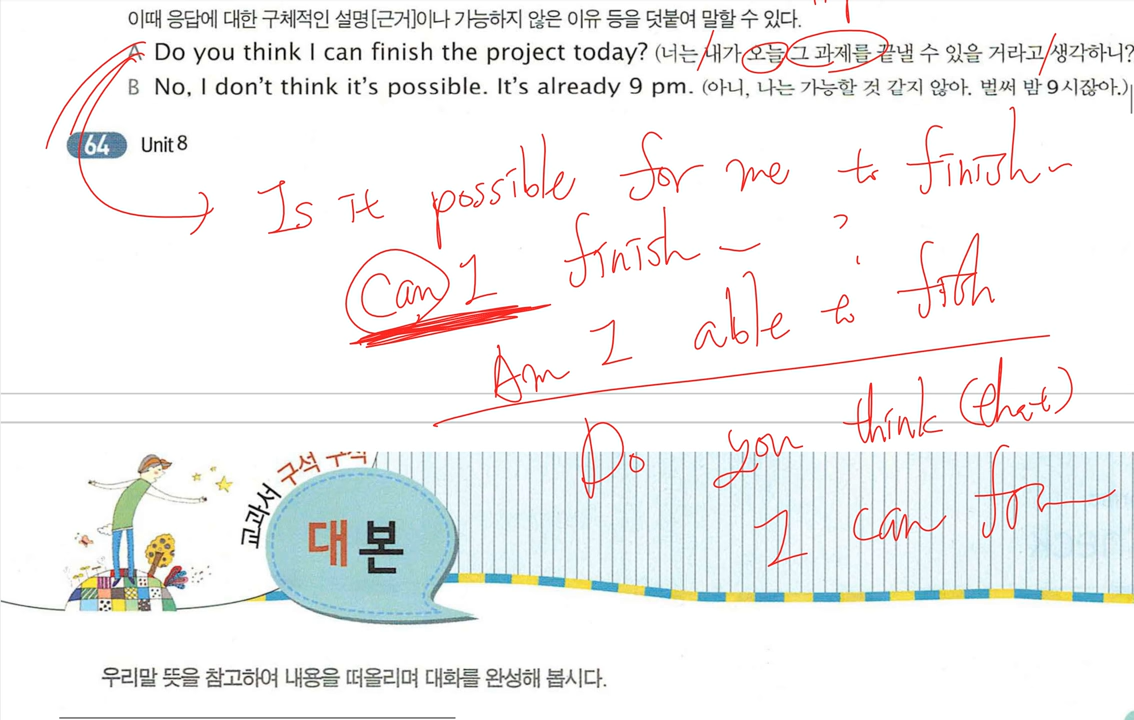 이때 응답에 대한 구체적인 설명[근거]이나 가능하지 않은 이유 등을 덧붙여 말할 수 있다.
A Do you think I can finish the project today? (너는 내가 오늘 그 과제를 끝낼 수 있을 거라고 생각하니?
B No, I don't think it's possible. It's already 9 pm. (아니, 나는 가능할 것 같지 않아. 벌써 밤 9시잖아.)
64 Unit 8
Is it possible for me to finish~
Can I finish ~ ?
Am I able to
Do you think (that)
I can
교과서 구석 구석
대본
우리말 뜻을 참고하여 내용을 떠올리며 대화를 완성해 봅시다.